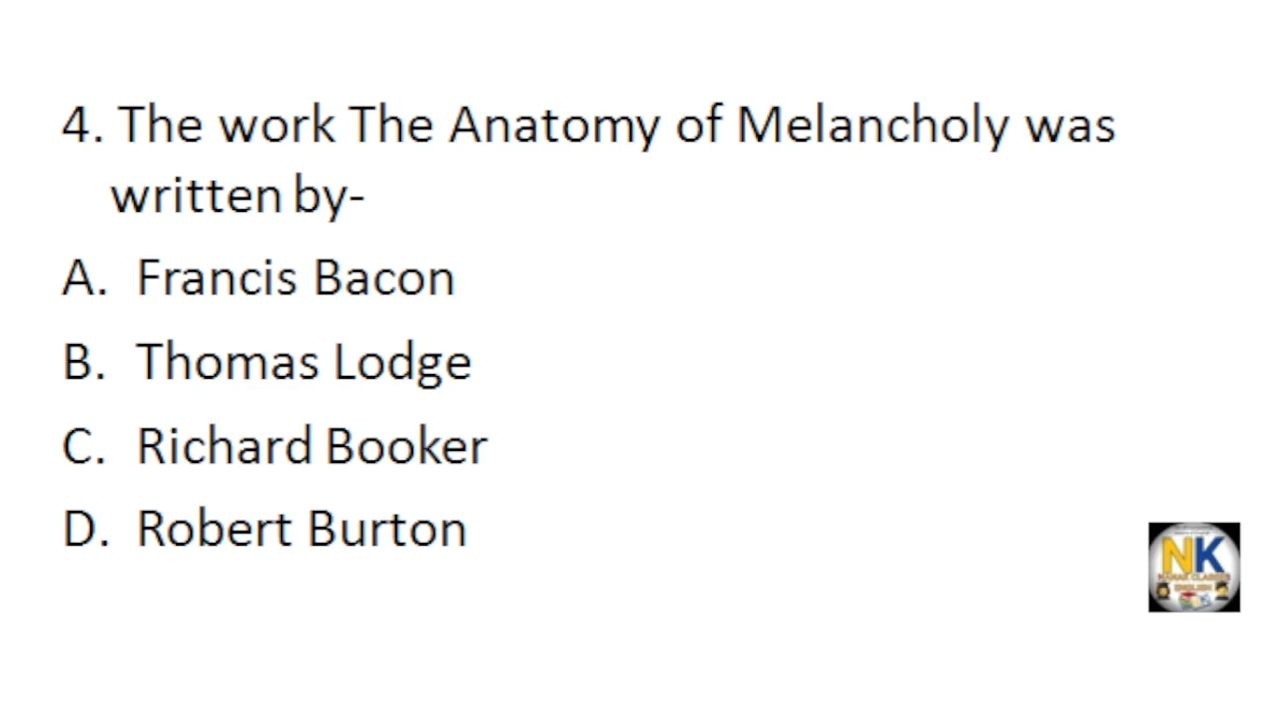 4. The work The Anatomy of Melancholy was
written by-
A. Francis Bacon
B. Thomas Lodge
C. Richard Booker
D. Robert Burton
NK